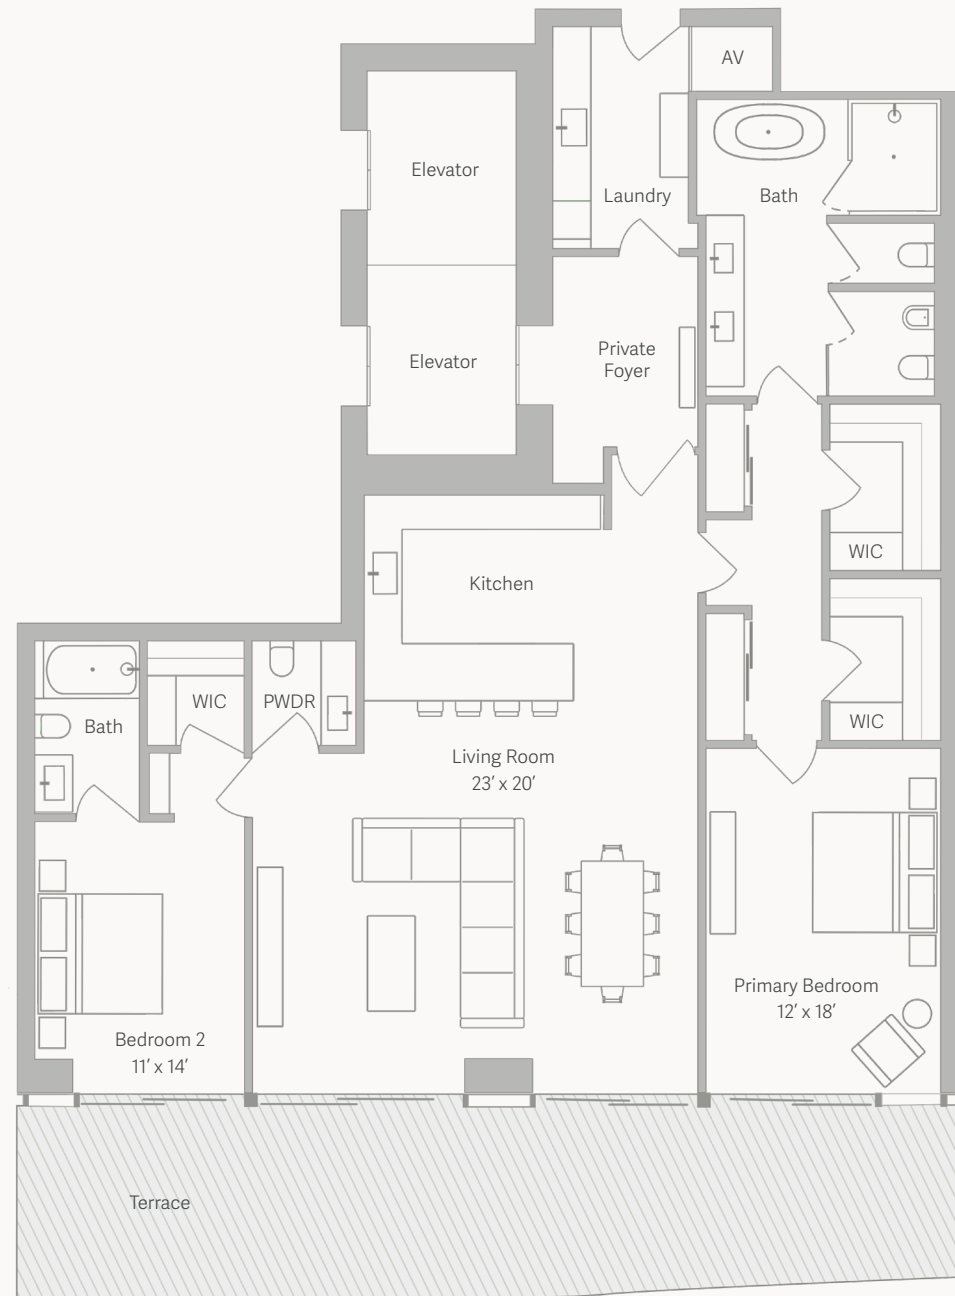 AV
Elevator
Laundry
Bath
Elevator
Private
Foyer
WIC
Kitchen
WIC
PWDR
WIC
Bath
Living Room
23’ x 20’
Primary Bedroom
12’ x 18’
Bedroom 2
11’ x 14’
Terrace